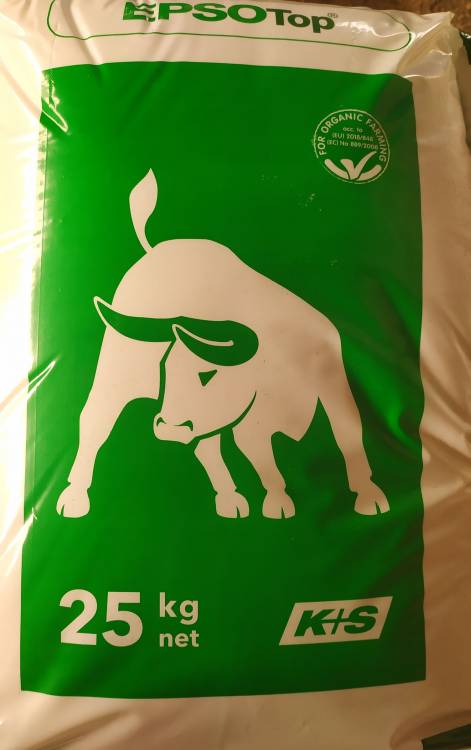 EPSOTop®
FOR ORGANIC FARMING
acc. to
(EU) 2018/848
(EC) No 889/2008
25 kg
net
K+S